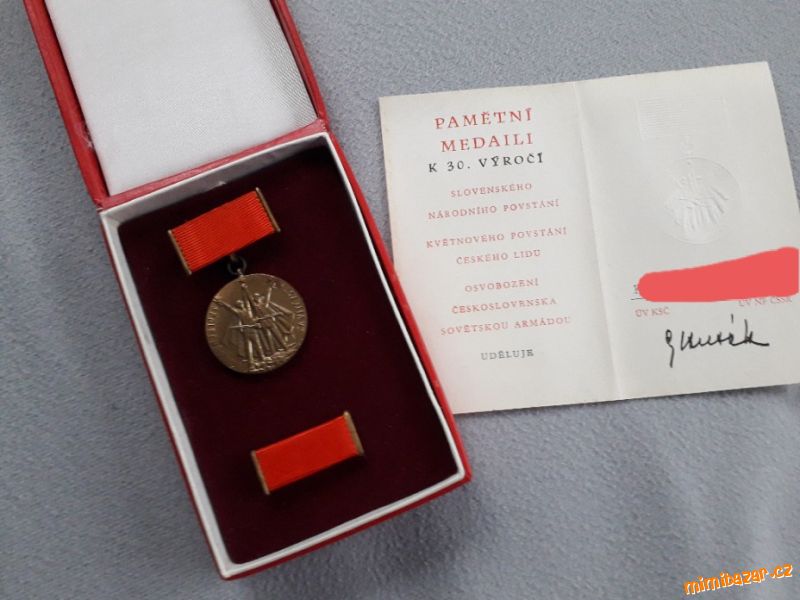 PAMĚTNÍ
MEDAILI
K 30. VÝROČÍ
SLOVENSKÉHO
NÁRODNÍHO POVSTÁNÍ
KVĚTNOVÉHO POVSTÁNÍ
ČESKÉHO LIDU
OSVOBOZENÍ
ČESKOSLOVENSKA
SOVĚTSKOU ARMÁDOU
UDĚLUJE
ÚV KSČ
ÚV NF ČSSR
mimibazar.cz